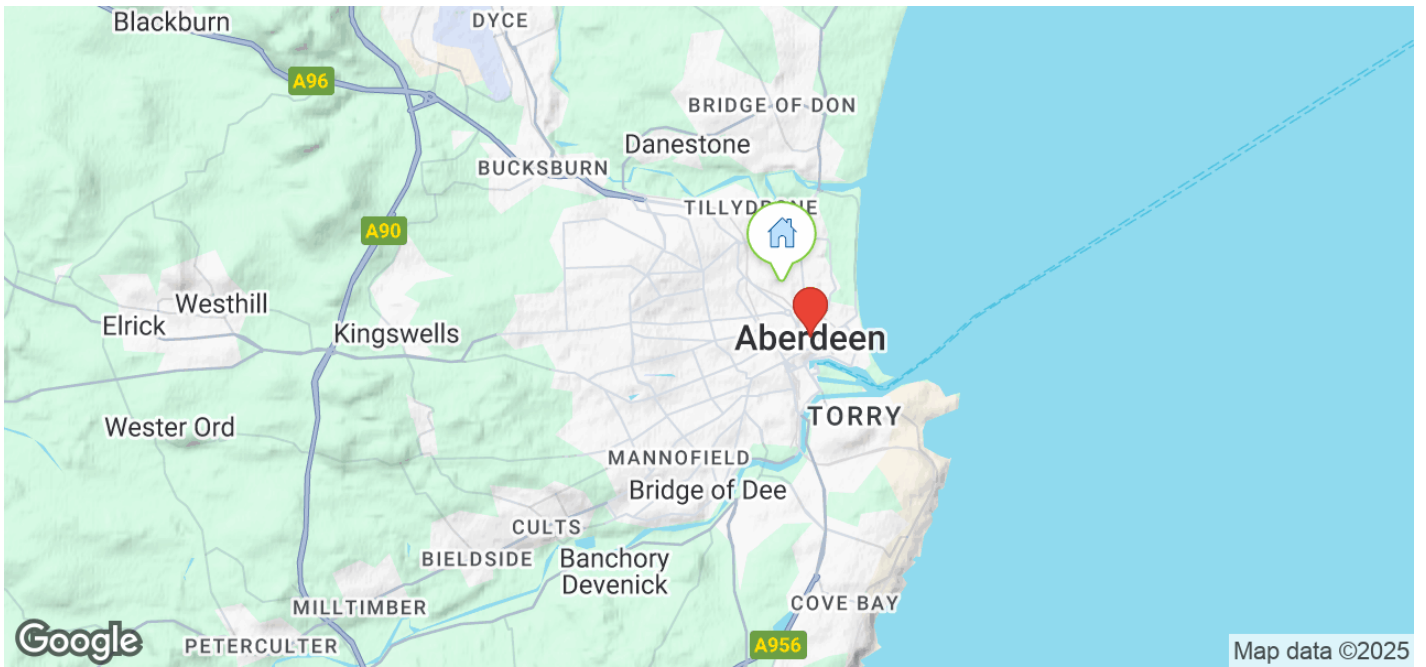 Blackburn
DYCE
A96
BRIDGE OF DON
Danestone
BUCKSBURN
TILLYDRONE
A90
Westhill
Elrick
Kingswells
Aberdeen
TORRY
Wester Ord
MANNOFIELD
Bridge of Dee
CULTS
BIELDSIDE
Banchory
Devenick
MILLTIMBER
COVE BAY
PETERCULTER
A956
Google
Map data ©2025